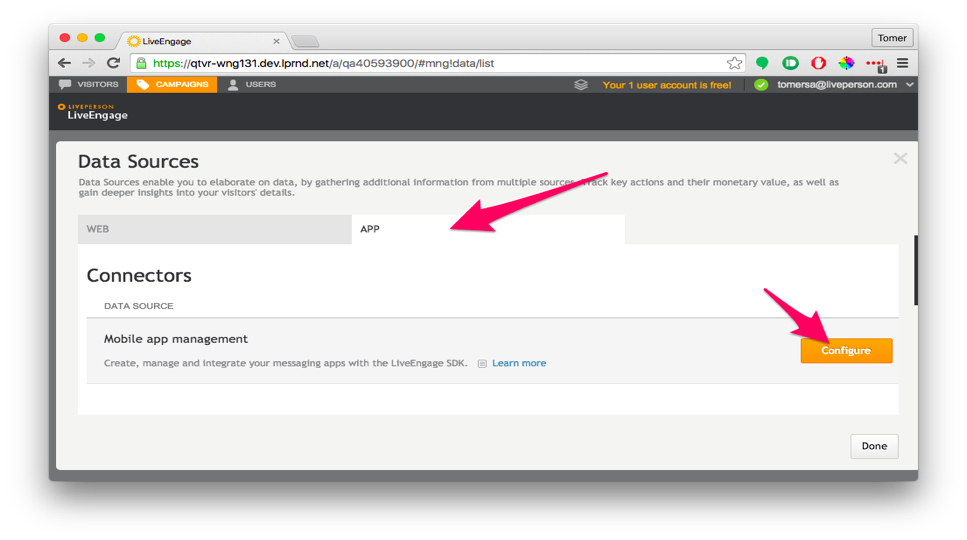 LiveEngage
Tomer
https://qtvr-wng131.dev.lprnd.net/a/qa40593900/#mng!data/list
1
VISITORS CAMPAIGNS USERS Your 1 user account is free! tomersa@liveperson.com
LIVEPERSON
LiveEngage
Data Sources
Data Sources enable you to elaborate on data, by gathering additional information from multiple sources. Track key actions and their monetary value, as well as
gain deeper insights into your visitors' details.
WEB APP
Connectors
DATA SOURCE
Mobile app management
Create, manage and integrate your messaging apps with the LiveEngage SDK. Learn more
Configure
Done